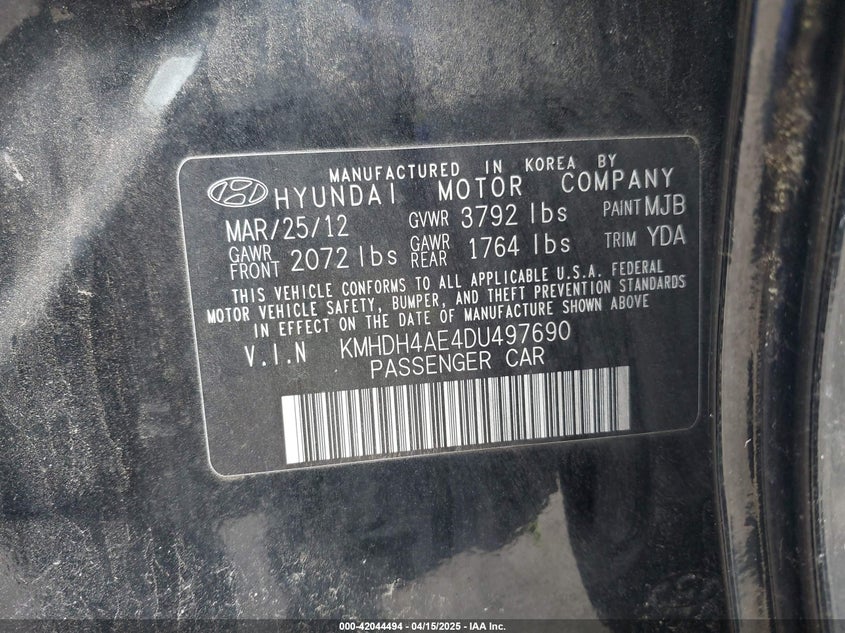 MANUFACTURED IN KOREA BY
HYUNDAI MOTOR COMPANY
MAR/25/12 GVWR 3792 lbs PAINT MJB
GAWR FRONT 2072 lbs GAWR REAR 1764 lbs TRIM YDA
THIS VEHICLE CONFORMS TO ALL APPLICABLE U.S.A. FEDERAL
MOTOR VEHICLE SAFETY, BUMPER, AND THEFT PREVENTION STANDARDS
IN EFFECT ON THE DATE OF MANUFACTURE SHOWN ABOVE
V.I.N KMHDH4AE4DU497690
PASSENGER CAR
000-42044494 - 04/15/2025 - IAA Inc.